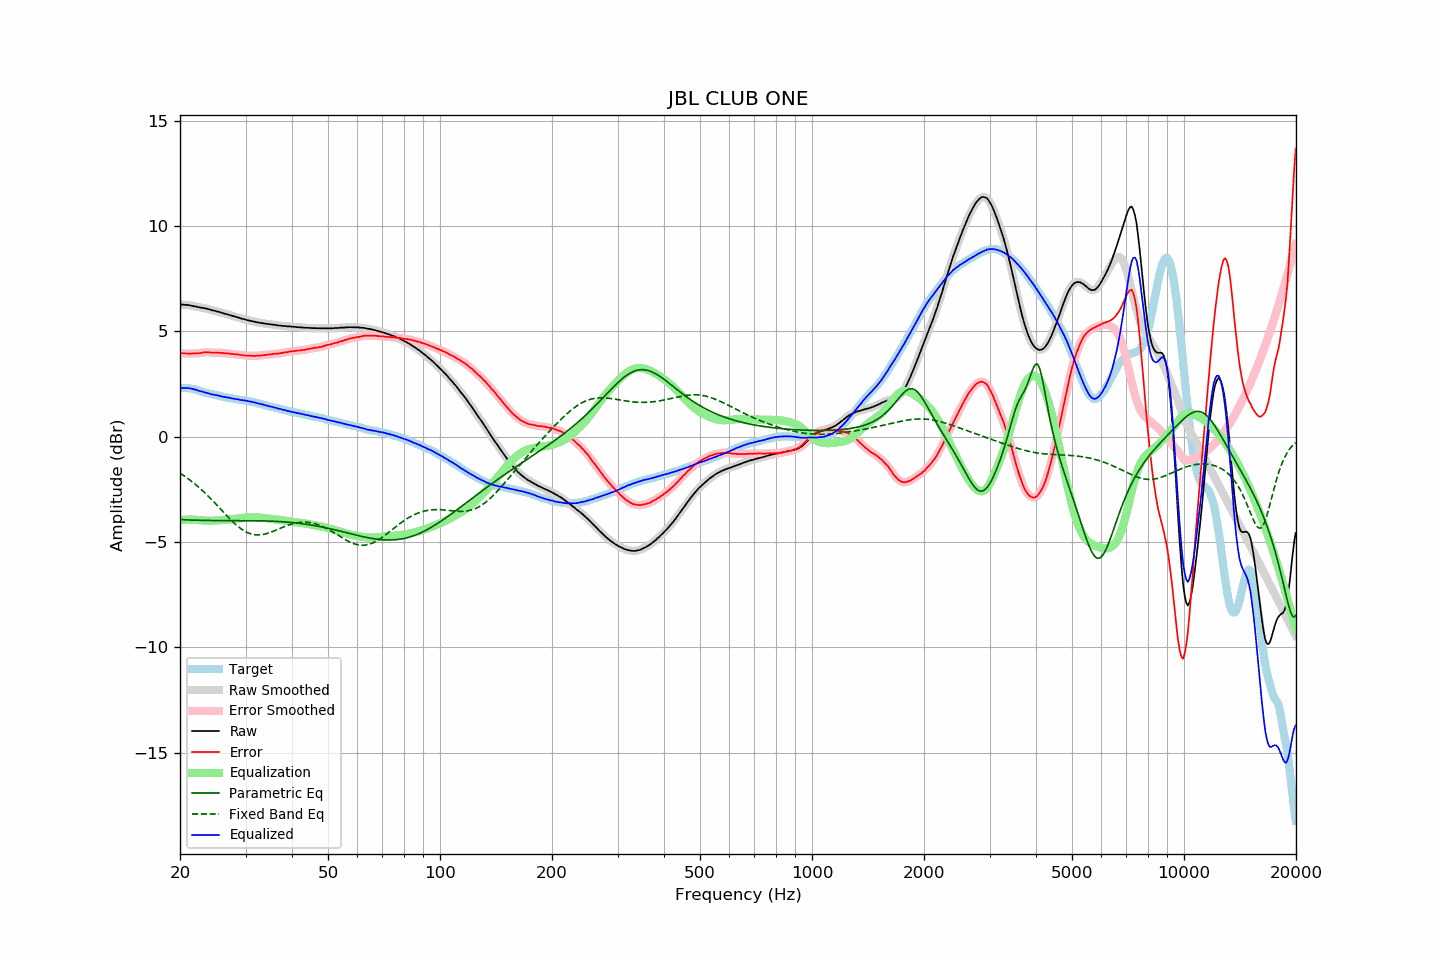 JBL CLUB ONE
15
10
5
0
−5
−10
−15
Amplitude (dBr)
Target
Raw Smoothed
Error Smoothed
Raw
Error
Equalization
Parametric Eq
Fixed Band Eq
Equalized
20 50 100 200 500 1000 2000 5000 10000 20000
Frequency (Hz)